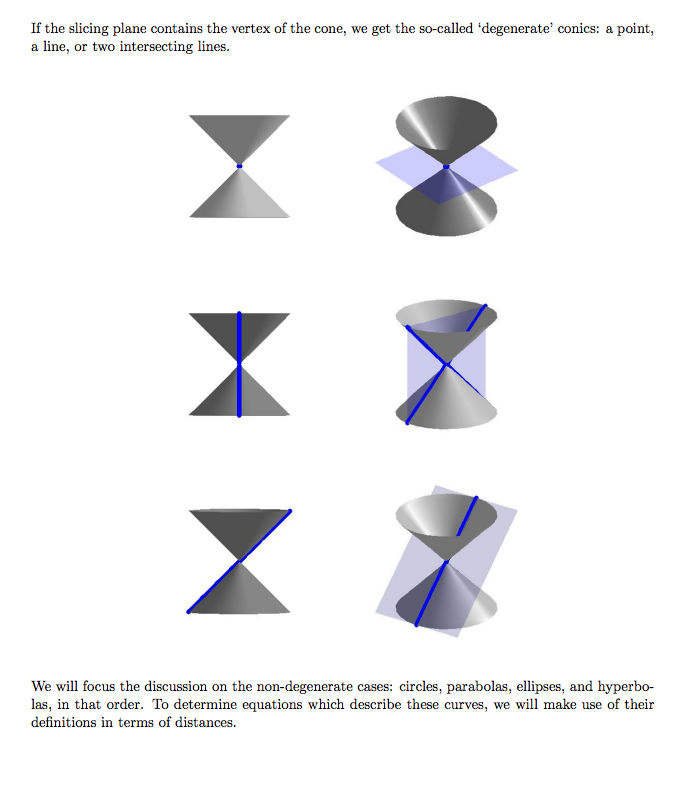 If the slicing plane contains the vertex of the cone, we get the so-called ‘degenerate’ conics: a point,
a line, or two intersecting lines.
We will focus the discussion on the non-degenerate cases: circles, parabolas, ellipses, and hyperbo-
las, in that order. To determine equations which describe these curves, we will make use of their
definitions in terms of distances.